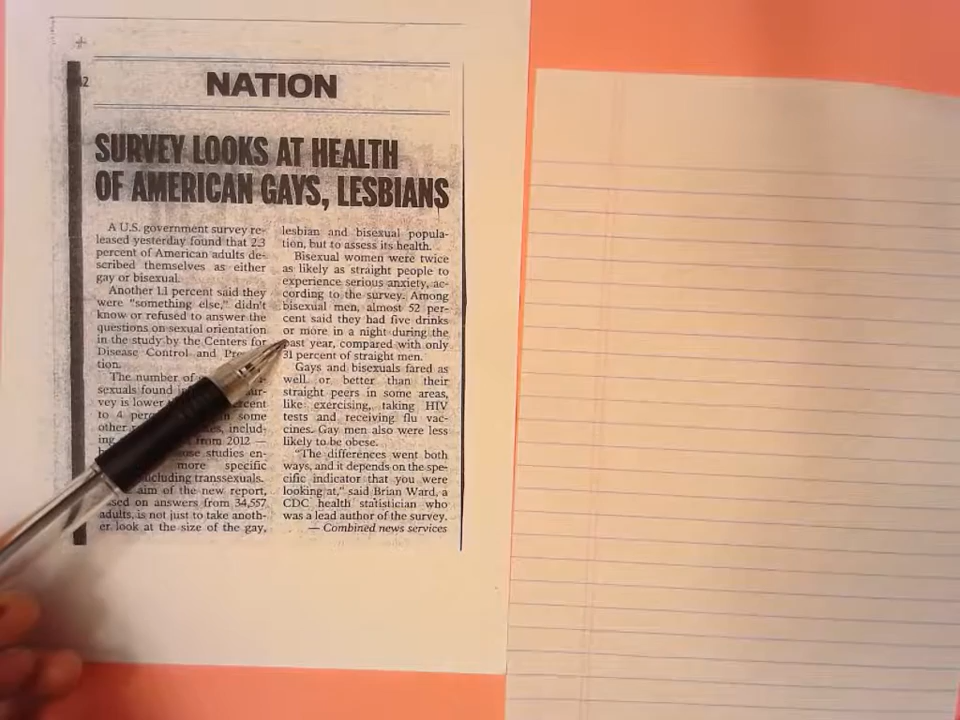 NATION
SURVEY LOOKS AT HEALTH
OF AMERICAN GAYS, LESBIANS
A U.S. government survey re-
leased yesterday found that 2.3
percent of American adults de-
scribed themselves as either
gay or bisexual.
Another 1.1 percent said they
were "something else," didn't
know or refused to answer the
questions on sexual orientation
in the study by the Centers for
Disease Control and
tion.
The number of
sexuals found
vey is lower
to 4 some
other includ-
ing from 2012 —
studies en-
more specific
including transsexuals.
aim of the new report,
on answers from 34,557
adults, is not just to take anoth-
er look at the size of the gay,
lesbian and bisexual popula-
tion, but to assess its health.
Bisexual women were twice
as likely as straight people to
experience serious anxiety, ac-
cording to the survey. Among
bisexual men, almost 52 per-
cent said they had five drinks
or more in a night during the
past year, compared with only
31 percent of straight men.
Gays and bisexuals fared as
well or better than their
straight peers in some areas,
like exercising, taking HIV
tests and receiving flu vac-
cines. Gay men also were less
likely to be obese.
"The differences went both
ways, and it depends on the spe-
cific indicator that you were
looking at," said Brian Ward, a
CDC health statistician who
was a lead author of the survey.
— Combined news services